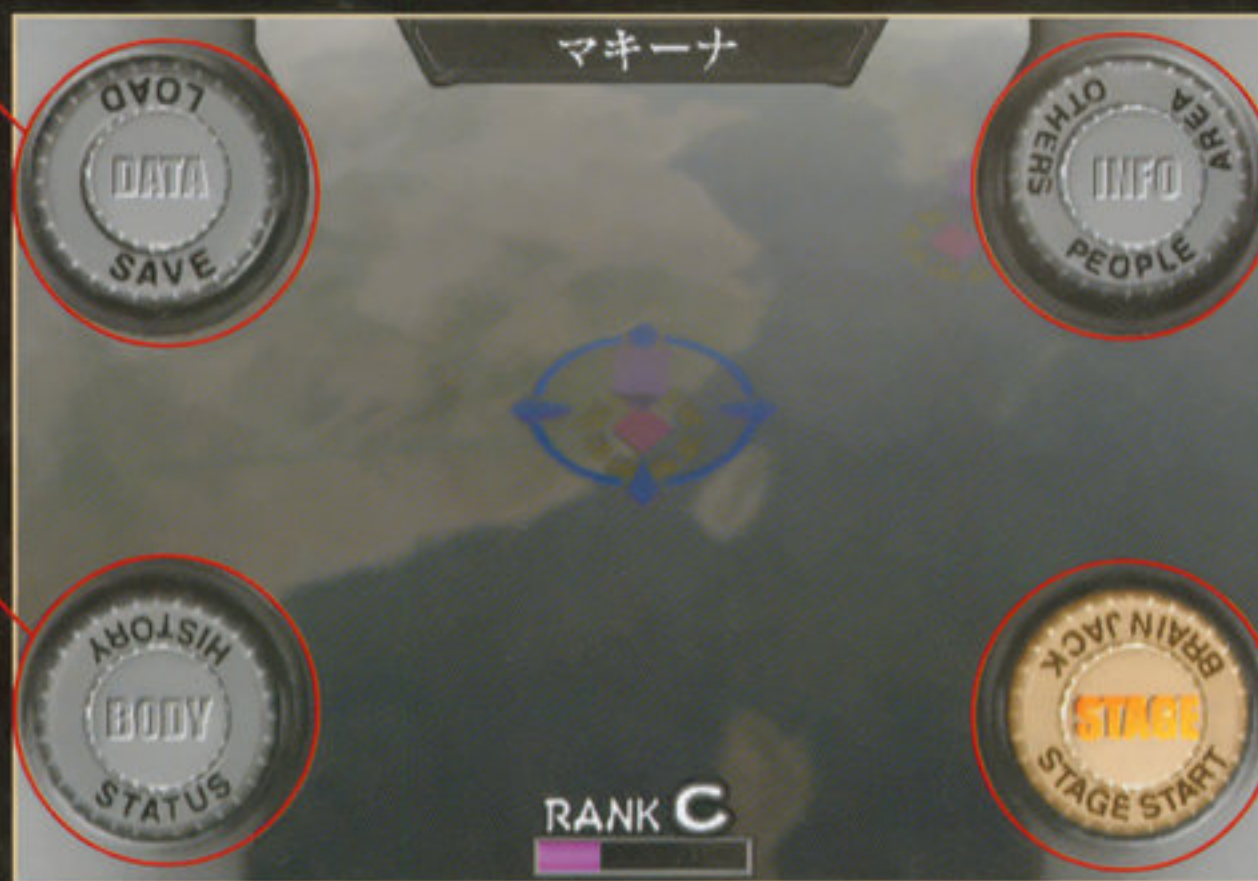 マキーナ
LOAD
DATA
SAVE
OTHERS
AREA
INFO
PEOPLE
HISTORY
BODY
STATUS
BRAIN JACK
STAGE
STAGE START
RANK C